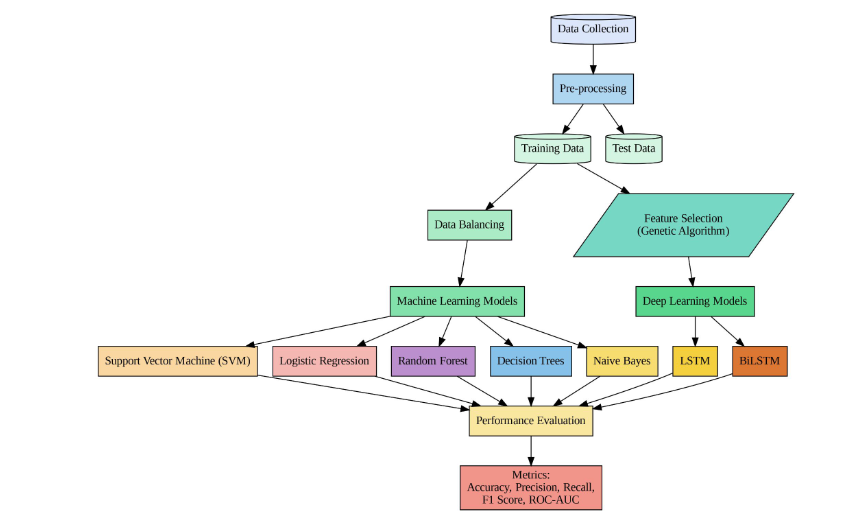 Data Collection
Pre-processing
Training Data
Test Data
Feature Selection
(Genetic Algorithm)
Data Balancing
Machine Learning Models
Deep Learning Models
Support Vector Machine (SVM)
Logistic Regression
Random Forest
Decision Trees
Naive Bayes
LSTM
BiLSTM
Performance Evaluation
Metrics:
Accuracy, Precision, Recall,
F1 Score, ROC-AUC